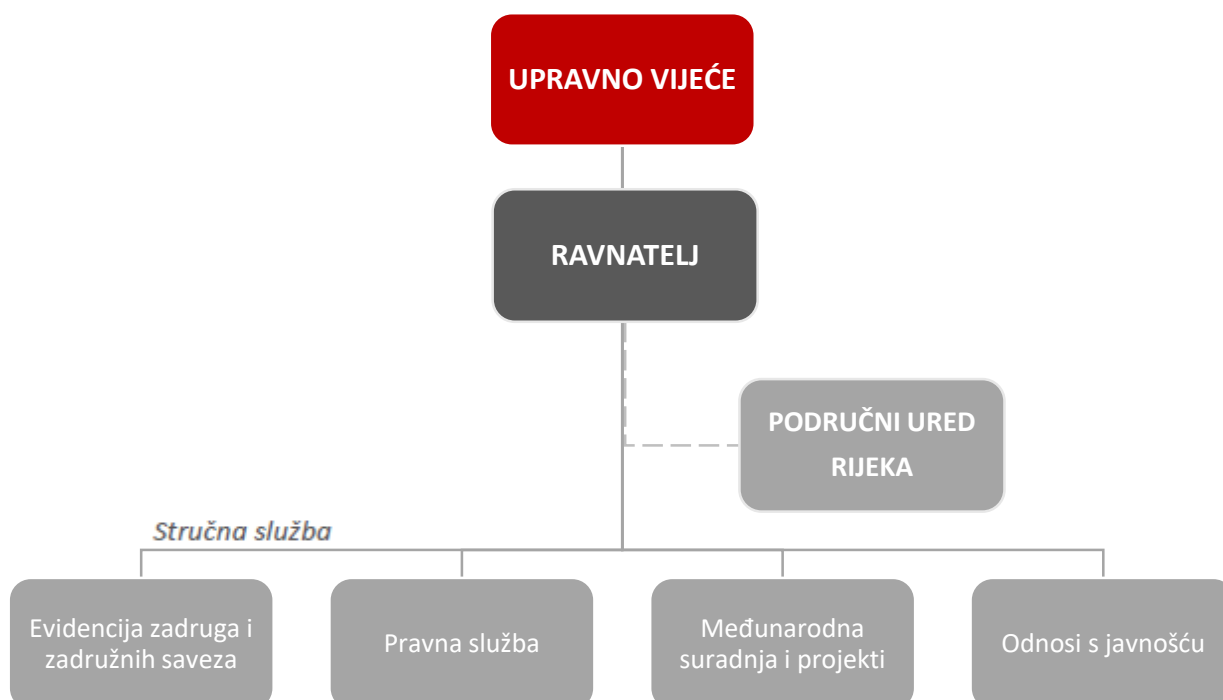 UPRAVNO VIJEĆE
RAVNATELJ
PODRUČNI URED
RIJEKA
Stručna služba
Evidencija zadruga i
zadružnih saveza
Pravna služba
Međunarodna
suradnja i projekti
Odnosi s javnošću